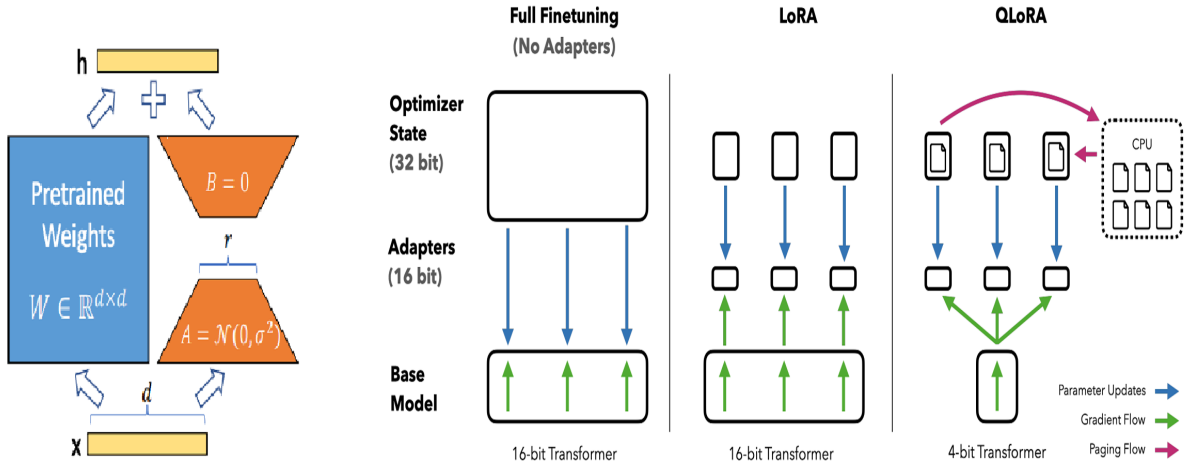 h
Pretrained
Weights
W ∈ ℝ^{d×d}
B = 0
r
A = 𝒩(0, σ²)
d
x
Full Finetuning
(No Adapters)
LoRA
QLoRA
Optimizer
State
(32 bit)
CPU
Adapters
(16 bit)
Base
Model
16-bit Transformer
16-bit Transformer
4-bit Transformer
Parameter Updates
Gradient Flow
Paging Flow